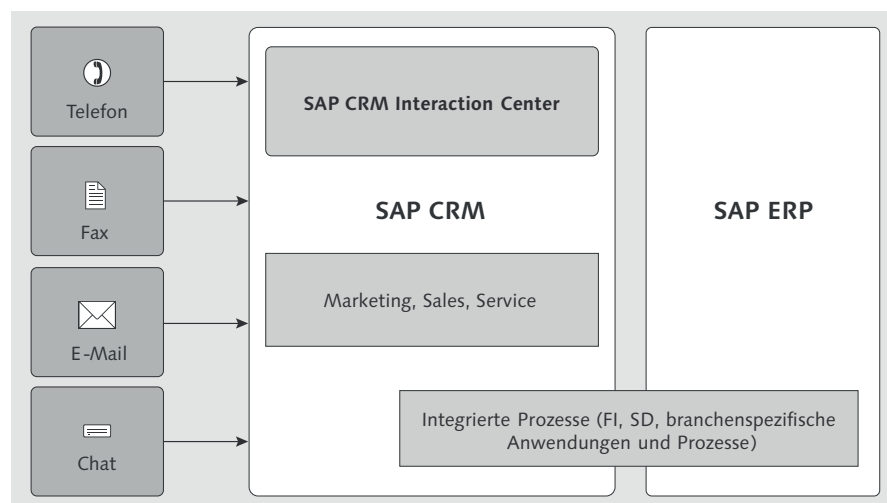 Telefon
Fax
E-Mail
Chat
SAP CRM Interaction Center
SAP CRM
Marketing, Sales, Service
SAP ERP
Integrierte Prozesse (FI, SD, branchenspezifische
Anwendungen und Prozesse)